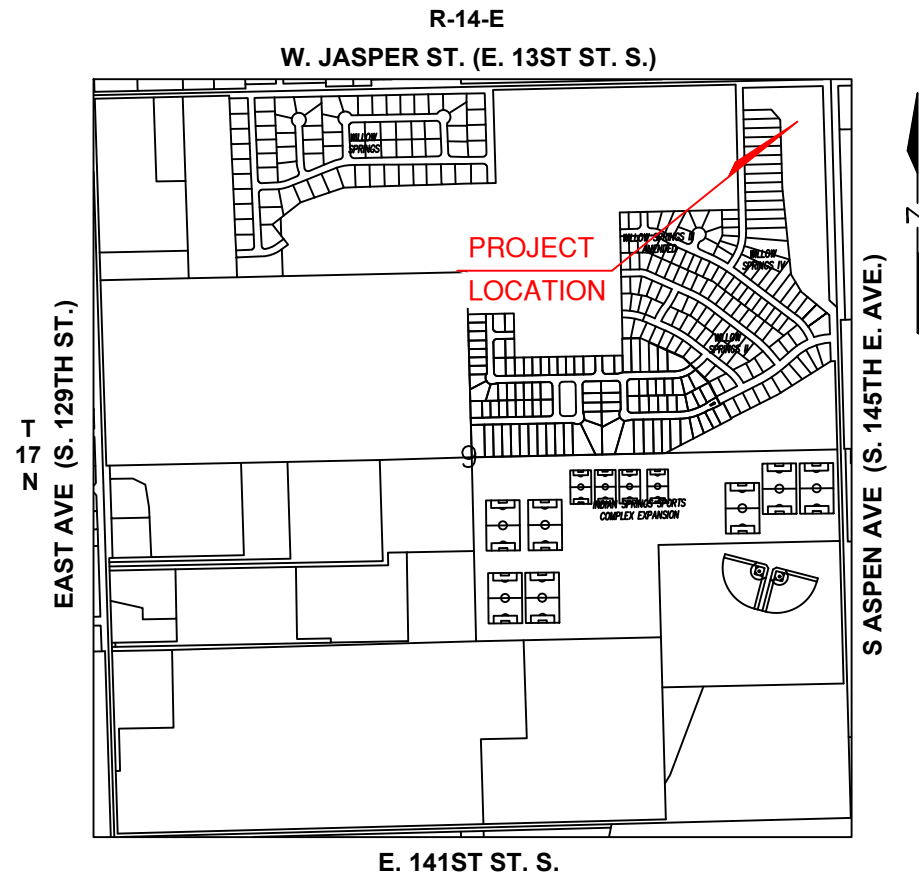 R-14-E
W. JASPER ST. (E. 13ST ST. S.)
WILLOW
SPRINGS
PROJECT
LOCATION
WILLOW SPRINGS III
AMENDED
WILLOW
SPRINGS IV
WILLOW
SPRINGS II
EAST AVE (S. 129TH ST.)
T
17
N
9
INDIAN SPRINGS SPORTS
COMPLEX EXPANSION
S ASPEN AVE (S. 145TH E. AVE.)
N
E. 141ST ST. S.